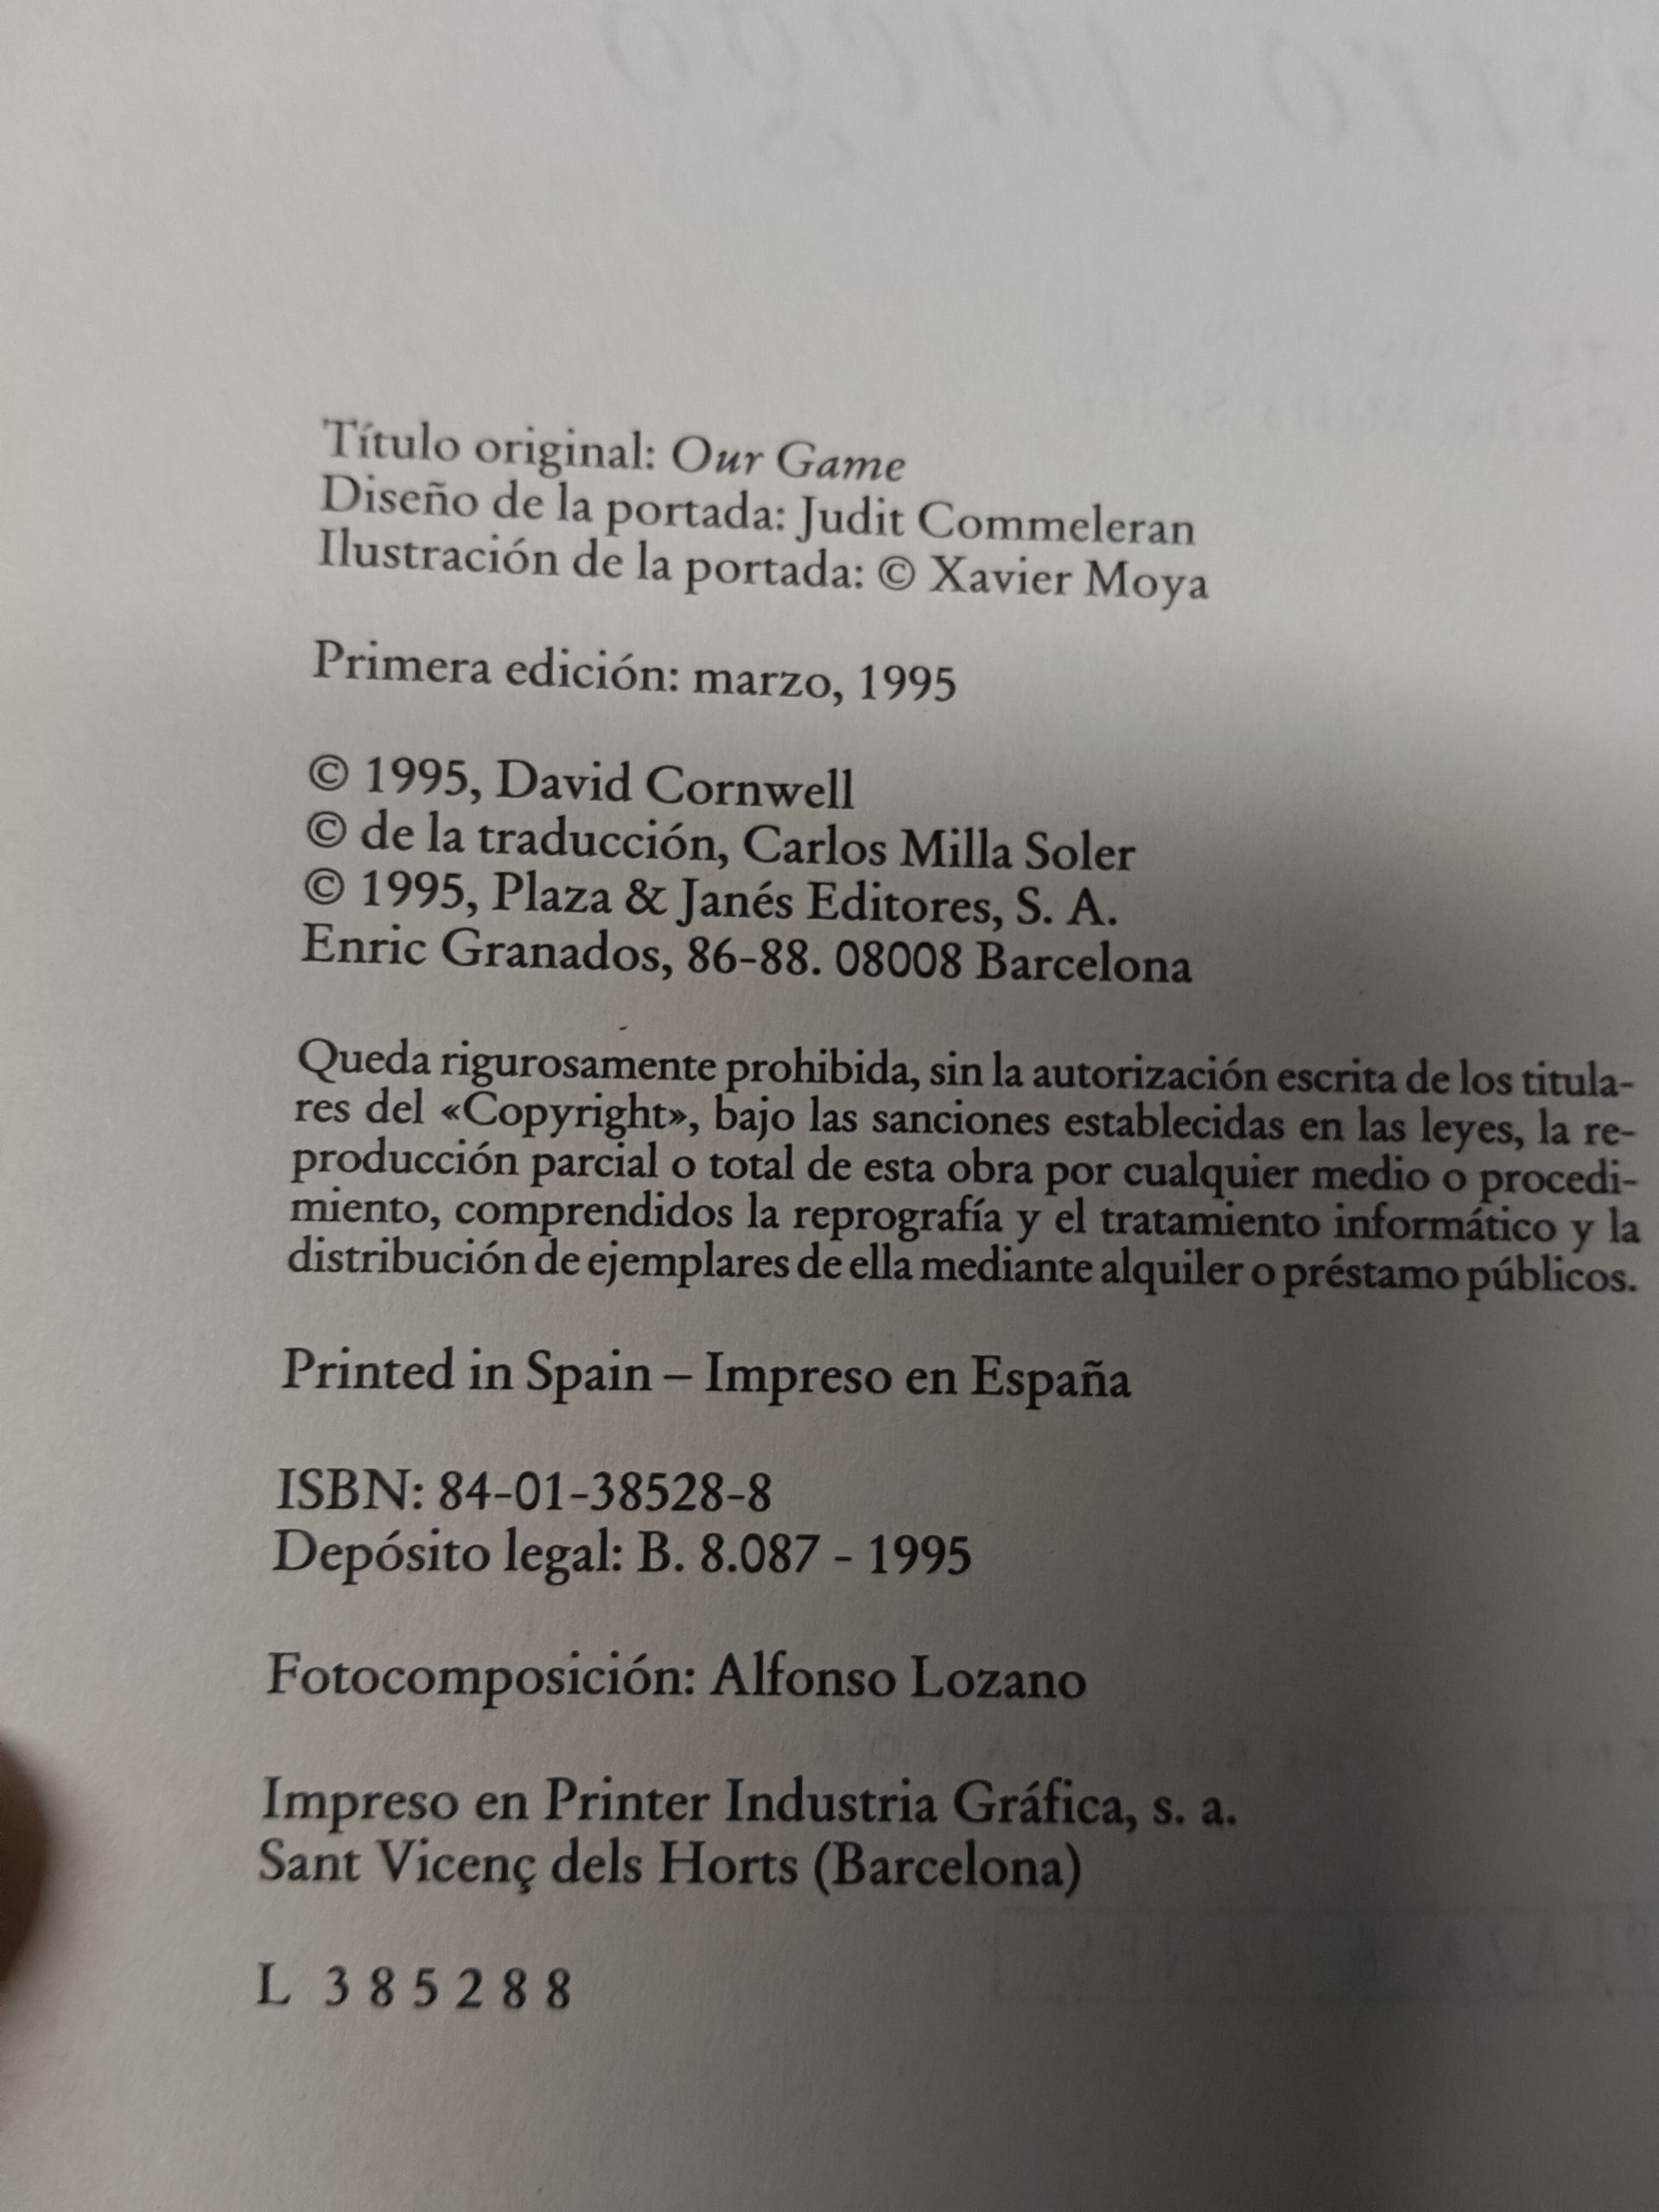 Título original: Our Game
Diseño de la portada: Judit Commeleran
Ilustración de la portada: © Xavier Moya
Primera edición: marzo, 1995
© 1995, David Cornwell
© de la traducción, Carlos Milla Soler
© 1995, Plaza & Janés Editores, S. A.
Enric Granados, 86-88. 08008 Barcelona
Queda rigurosamente prohibida, sin la autorización escrita de los titula-
res del «Copyright», bajo las sanciones establecidas en las leyes, la re-
producción parcial o total de esta obra por cualquier medio o procedi-
miento, comprendidos la reprografía y el tratamiento informático y la
distribución de ejemplares de ella mediante alquiler o préstamo públicos.
Printed in Spain – Impreso en España
ISBN: 84-01-38528-8
Depósito legal: B. 8.087 - 1995
Fotocomposición: Alfonso Lozano
Impreso en Printer Industria Gráfica, s. a.
Sant Vicenç dels Horts (Barcelona)
L 385288